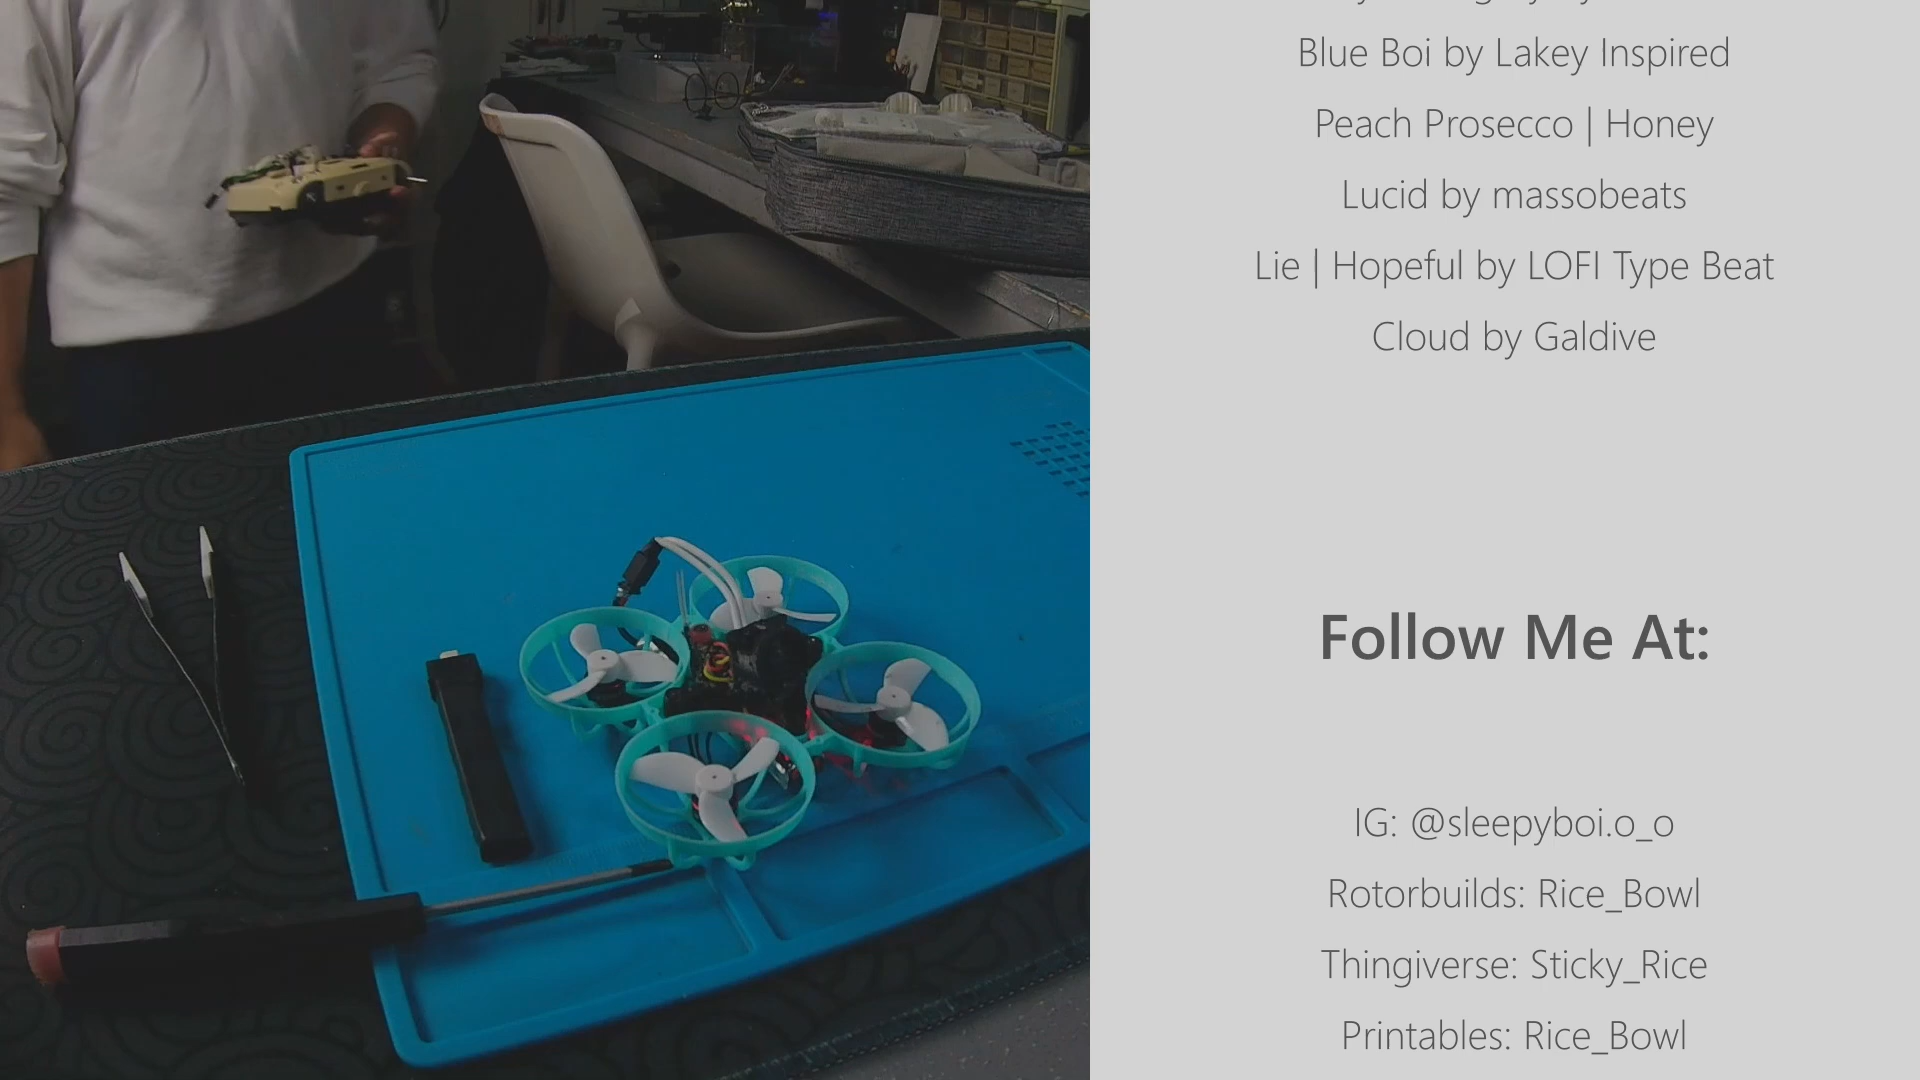 Blue Boi by Lakey Inspired
Peach Prosecco | Honey
Lucid by massobeats
Lie | Hopeful by LOFI Type Beat
Cloud by Galdive
Follow Me At:
IG: @sleepyboi.o_o
Rotorbuilds: Rice_Bowl
Thingiverse: Sticky_Rice
Printables: Rice_Bowl